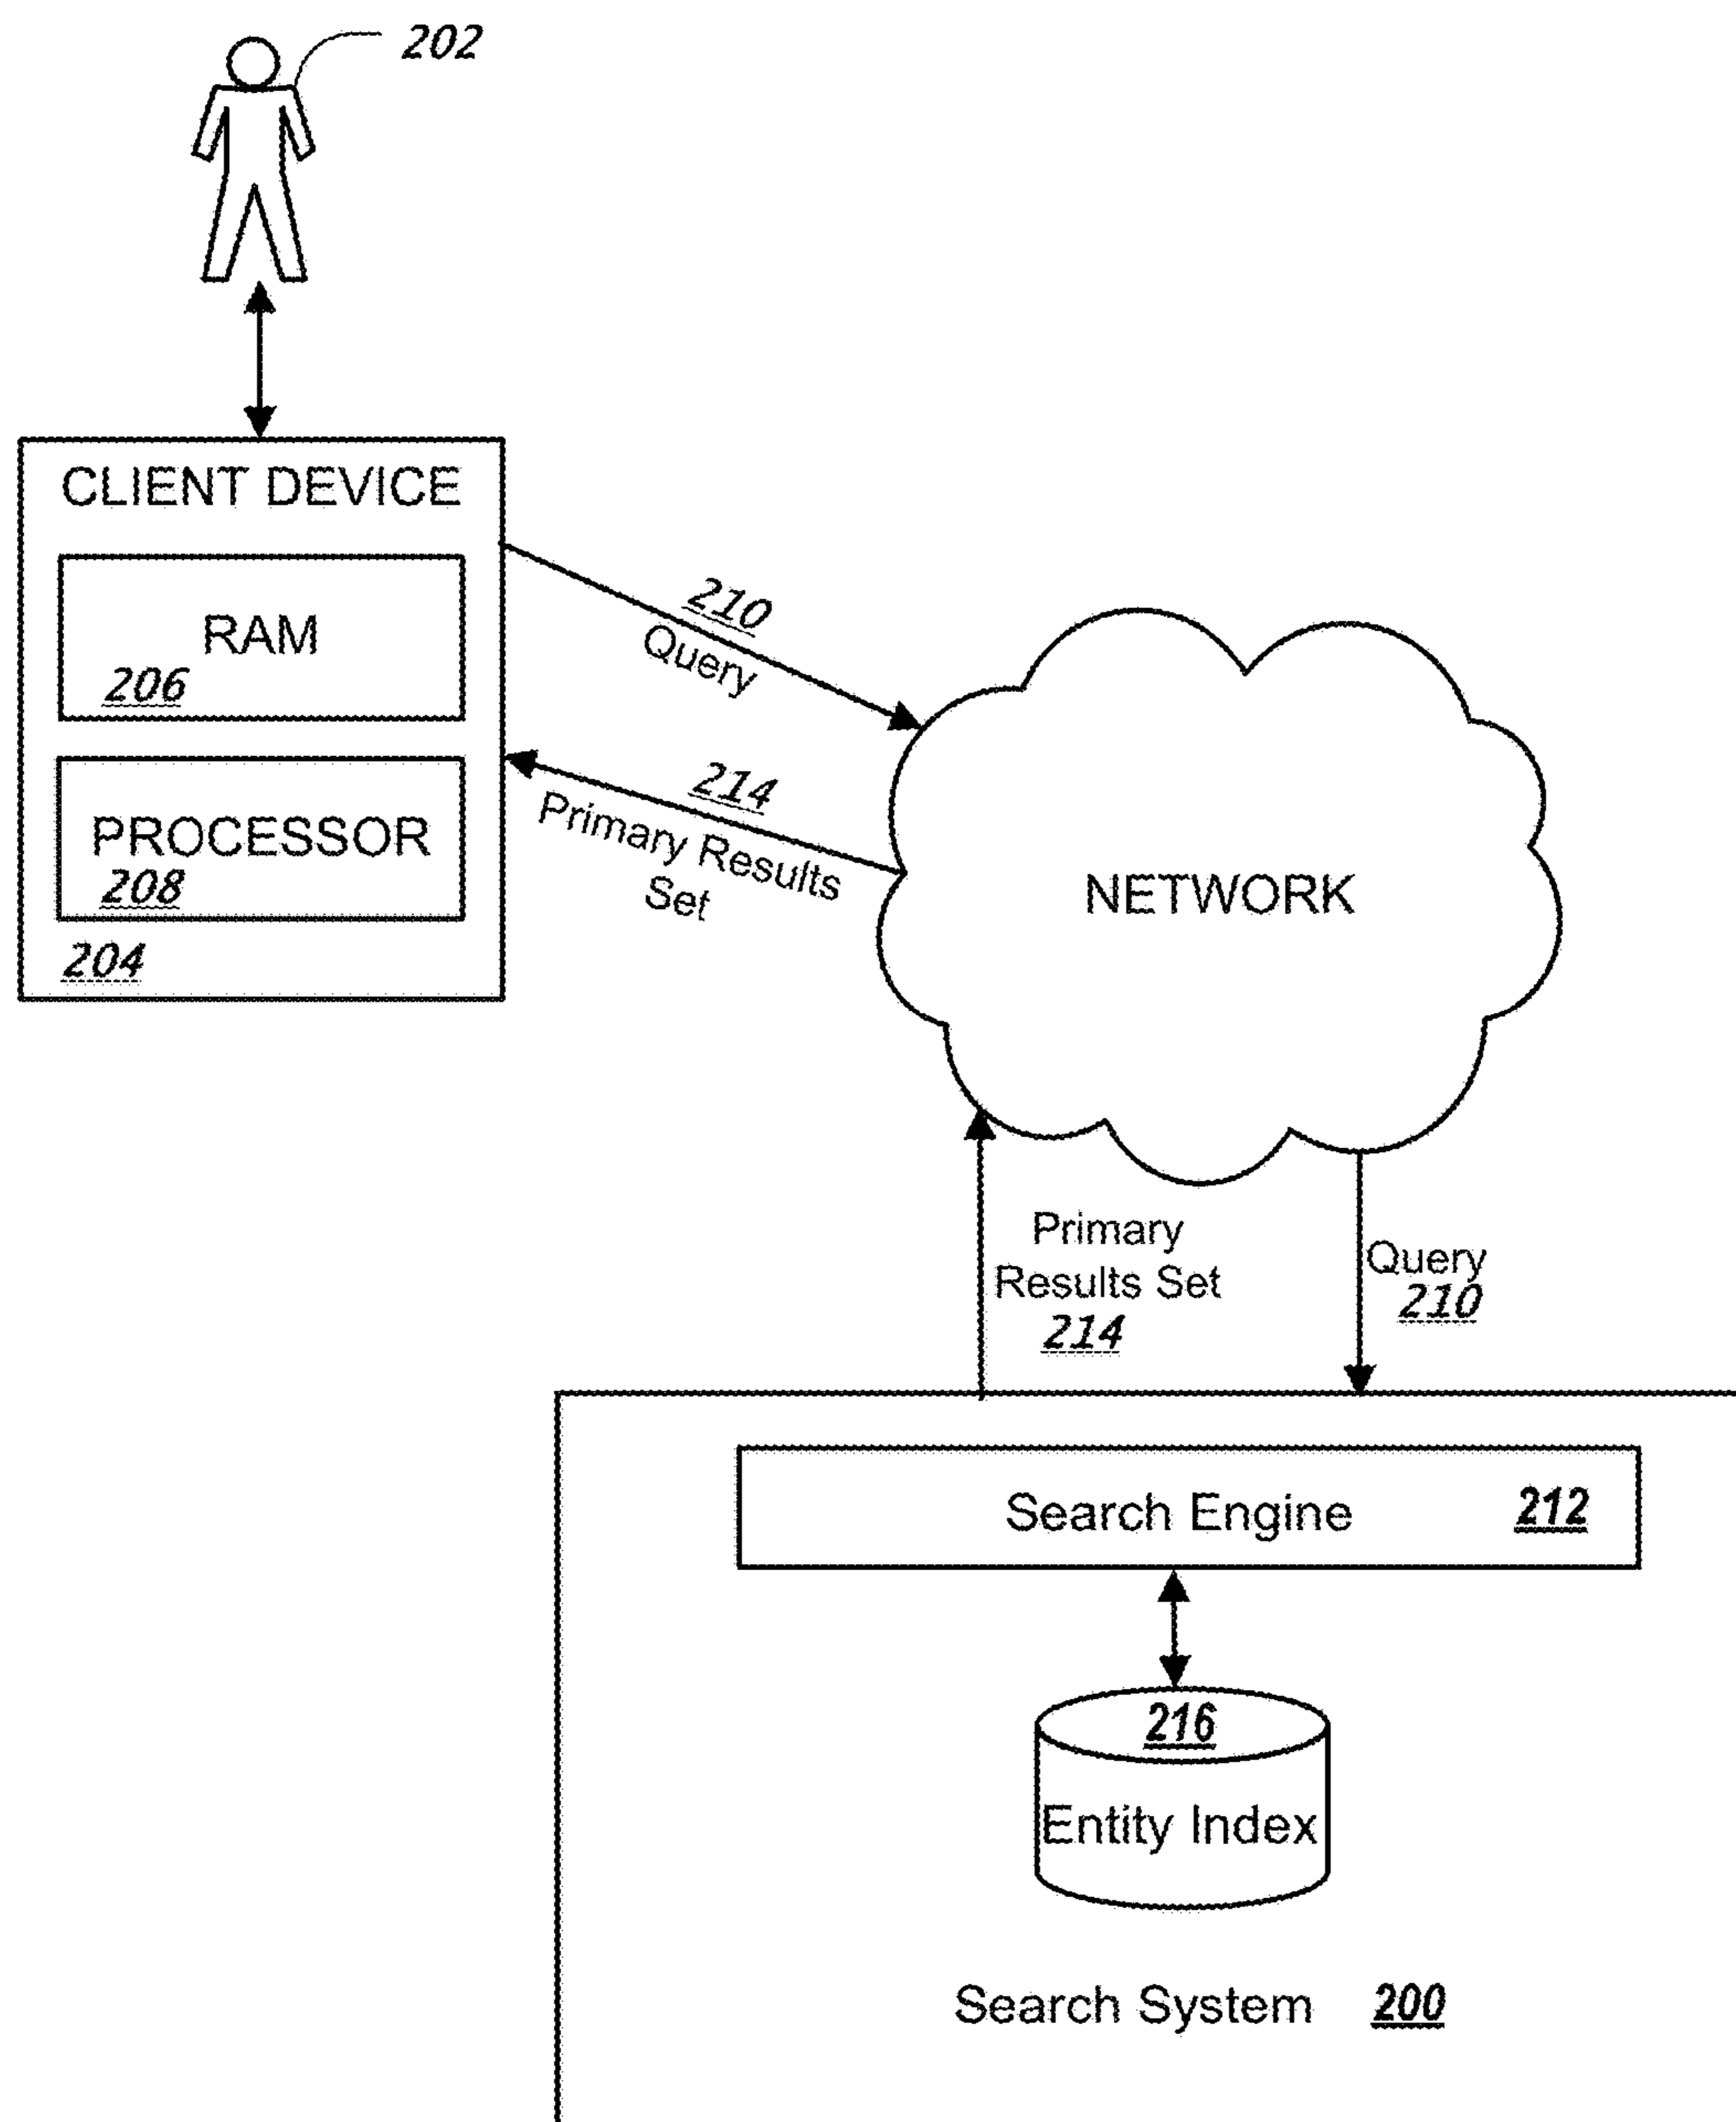 202
CLIENT DEVICE
RAM
206
PROCESSOR
208
204
210
Query
214
Primary Results
Set
NETWORK
Primary
Results Set
214
Query
210
Search Engine 212
216
Entity Index
Search System 200